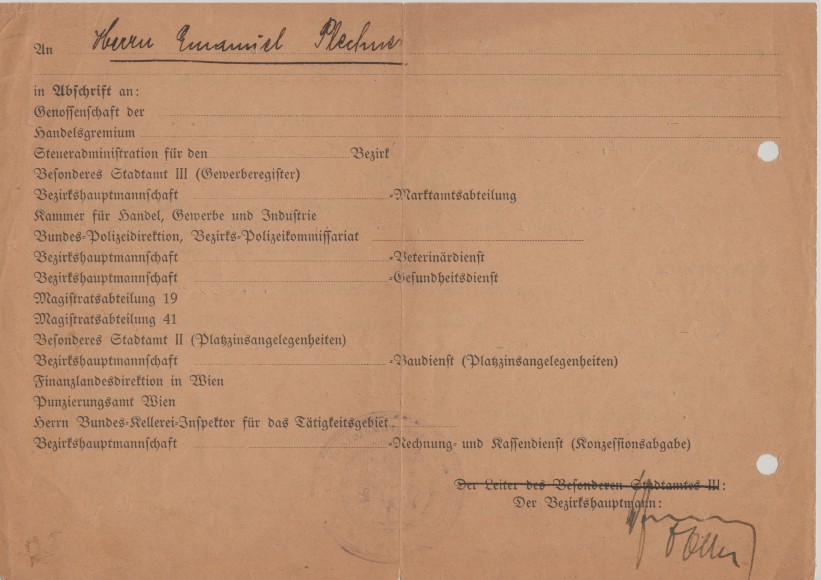 An Herrn Emanuel Plechner
in Abschrift an:
Genossenschaft der
Handelsgremium
Steueradministration für den Bezirk
Besonderes Stadtamt III (Gewerberegister)
Bezirkshauptmannschaft -Marktamtsabteilung
Kammer für Handel, Gewerbe und Industrie
Bundes-Polizeidirektion, Bezirks-Polizeikommissariat
Bezirkshauptmannschaft -Veterinärdienst
Bezirkshauptmannschaft -Gesundheitsdienst
Magistratsabteilung 19
Magistratsabteilung 41
Besonderes Stadtamt II (Platzzinsangelegenheiten)
Bezirkshauptmannschaft -Baudienst (Platzzinsangelegenheiten)
Finanzlandesdirektion in Wien
Punzierungsamt Wien
Herrn Bundes-Kellerei-Inspektor für das Tätigkeitsgebiet
Bezirkshauptmannschaft -Rechnung- und Kassendienst (Konzessionsabgabe)
Der Leiter des Besonderen Stadtamtes III:
Der Bezirkshauptmann: